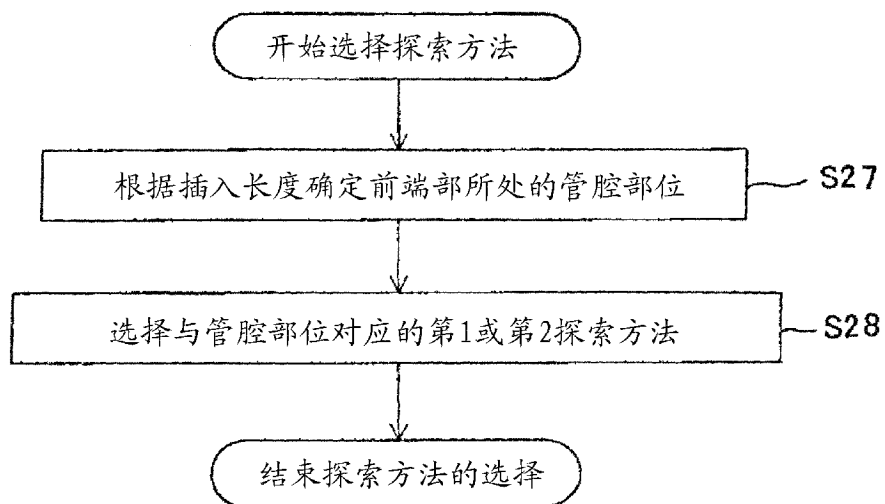 开始选择探索方法
根据插入长度确定前端部所处的管腔部位
S27
选择与管腔部位对应的第1或第2探索方法
S28
结束探索方法的选择